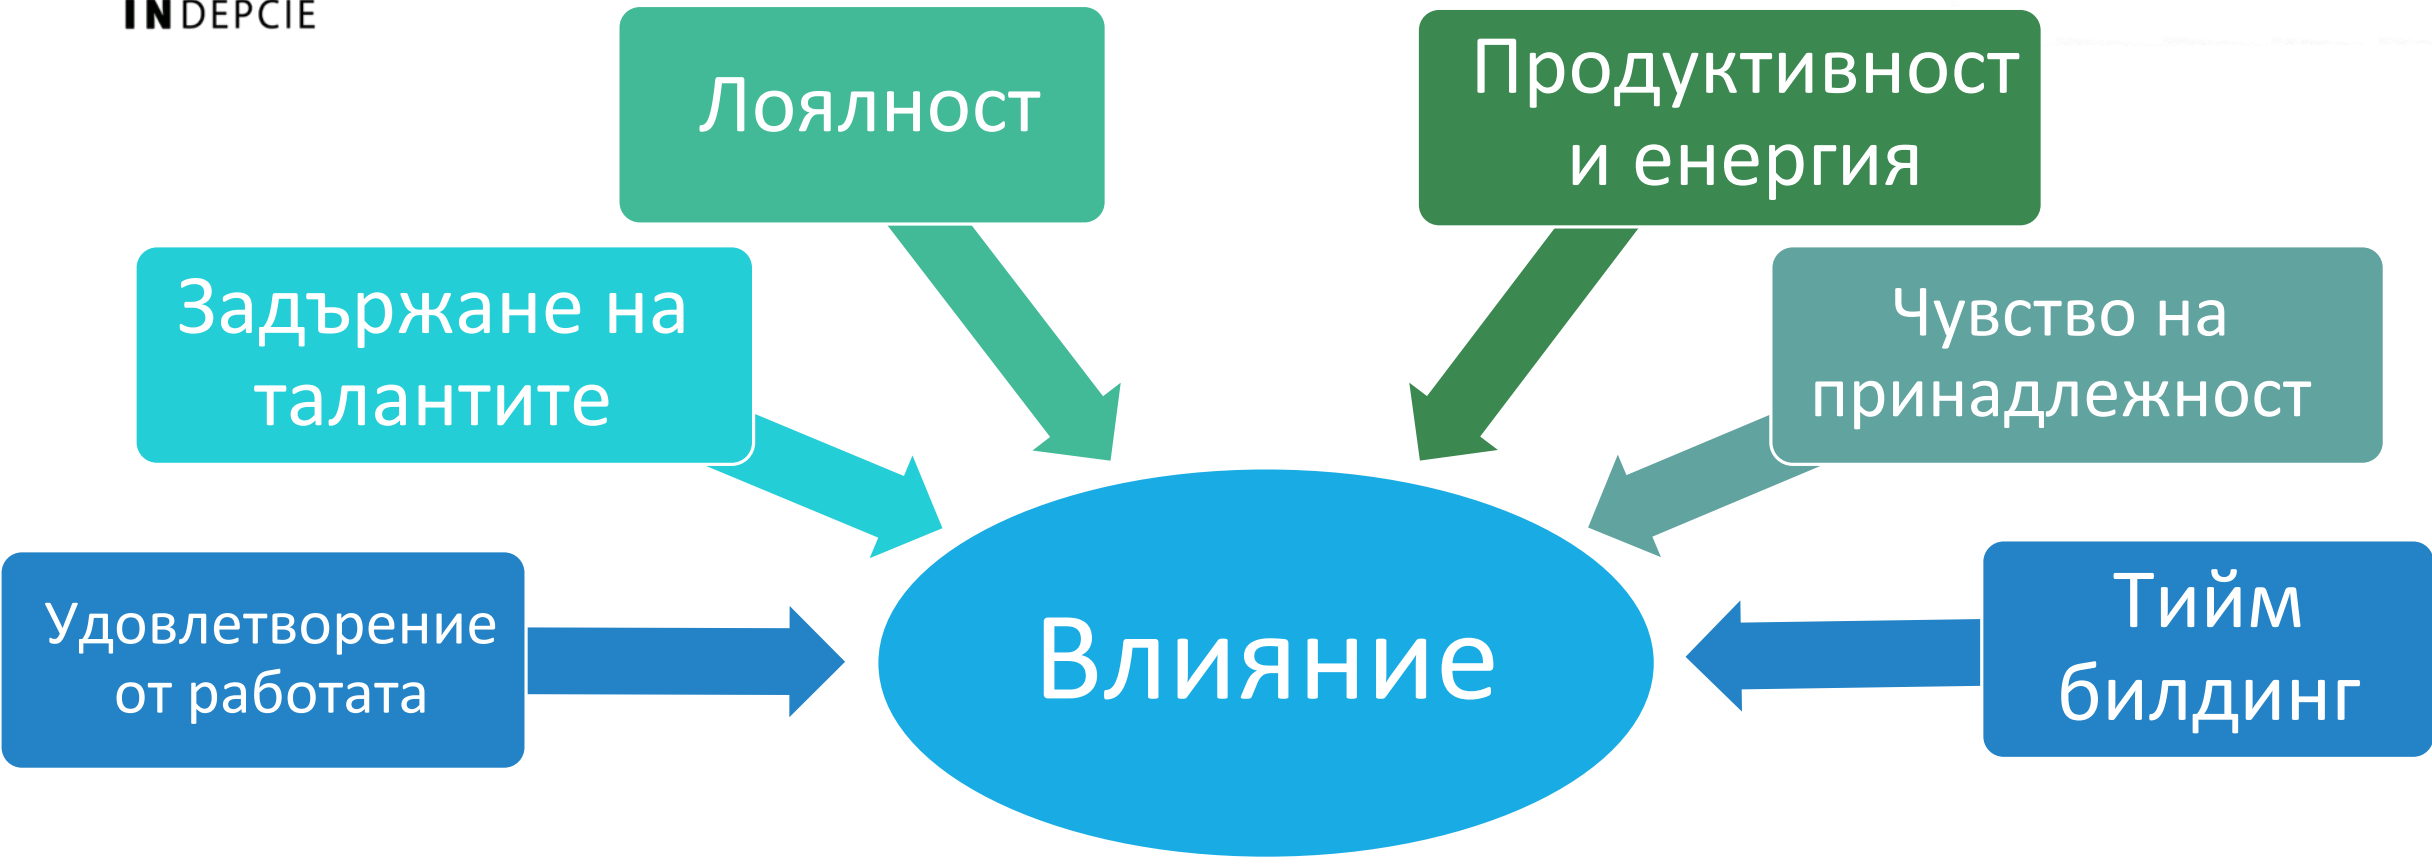 INDEPCIE
Лоялност
Продуктивност
и енергия
Задържане на
талантите
Чувство на
принадлежност
Удовлетворение
от работата
Влияние
Тийм
билдинг